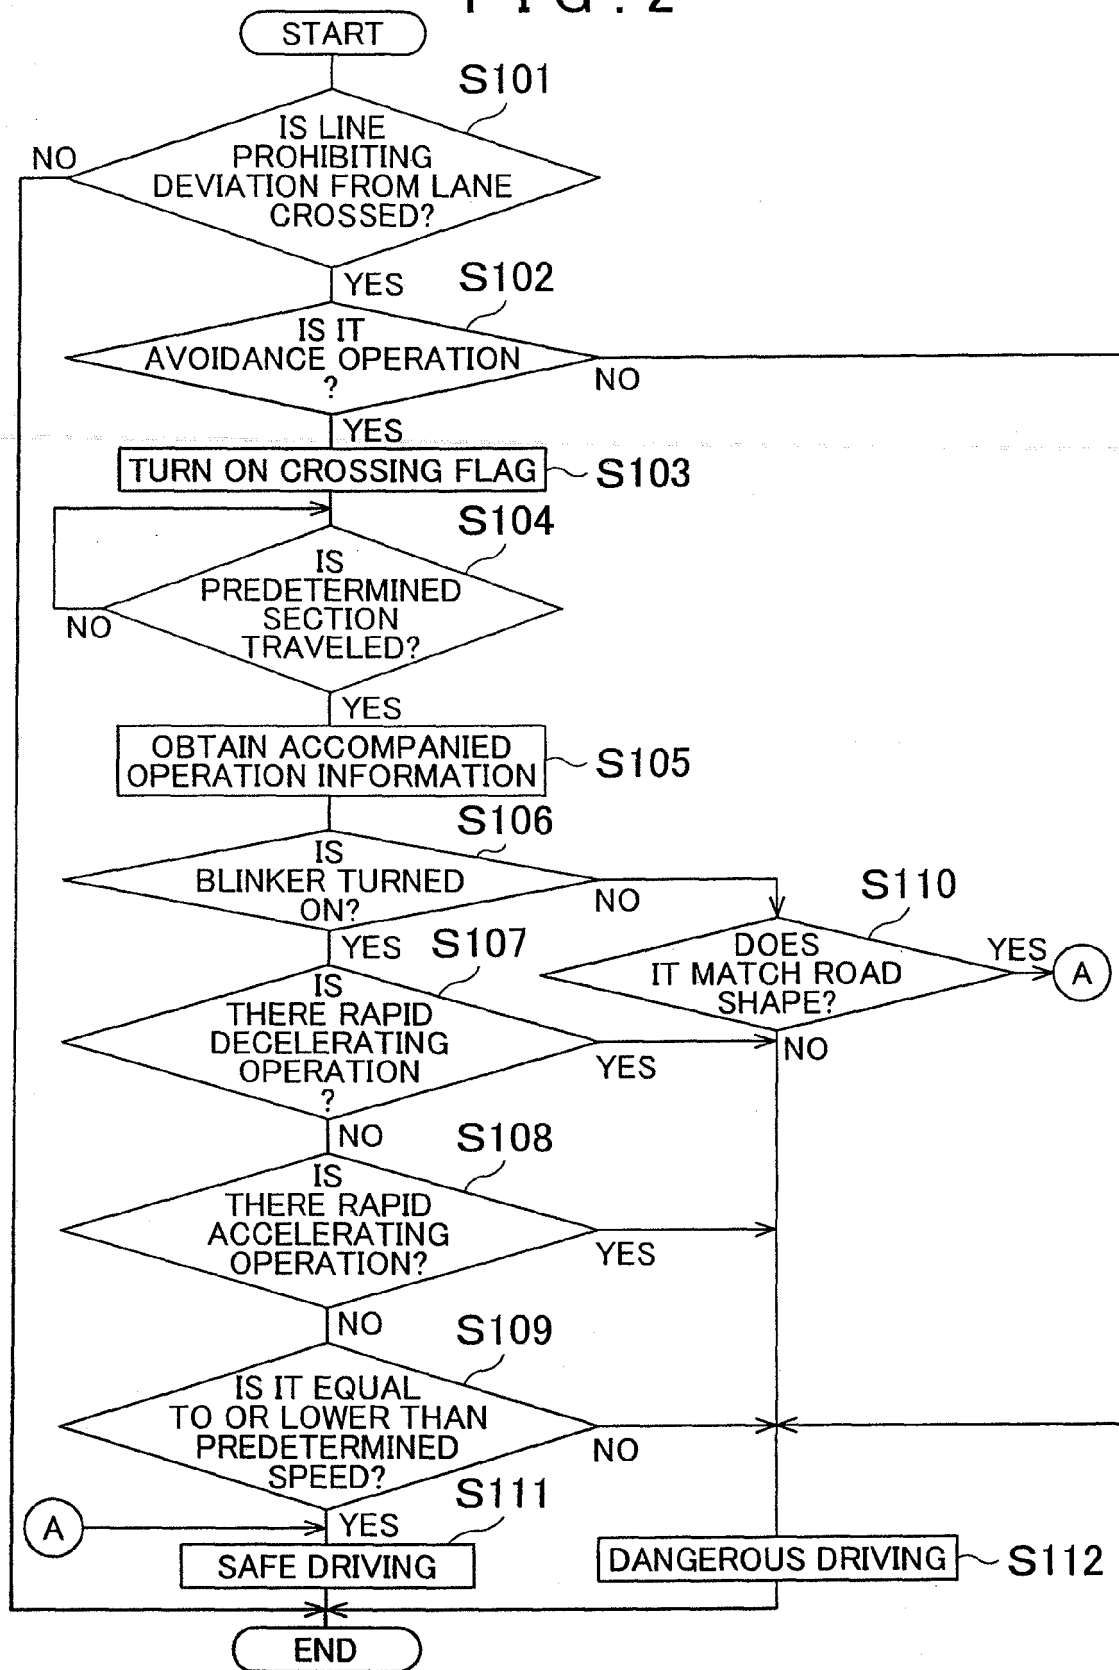 FIG. 2
START
S101
IS LINE
PROHIBITING
DEVIATION FROM LANE
CROSSED?
NO
YES
S102
IS IT
AVOIDANCE OPERATION
?
NO
YES
TURN ON CROSSING FLAG
S103
S104
IS
PREDETERMINED
SECTION
TRAVELED?
NO
YES
OBTAIN ACCOMPANIED
OPERATION INFORMATION
S105
S106
IS
BLINKER TURNED
ON?
NO
YES
S110
DOES
IT MATCH ROAD
SHAPE?
YES
A
NO
S107
IS
THERE RAPID
DECELERATING
OPERATION
?
YES
NO
S108
IS
THERE RAPID
ACCELERATING
OPERATION?
YES
NO
S109
IS IT EQUAL
TO OR LOWER THAN
PREDETERMINED
SPEED?
NO
YES
A
S111
SAFE DRIVING
DANGEROUS DRIVING
S112
END